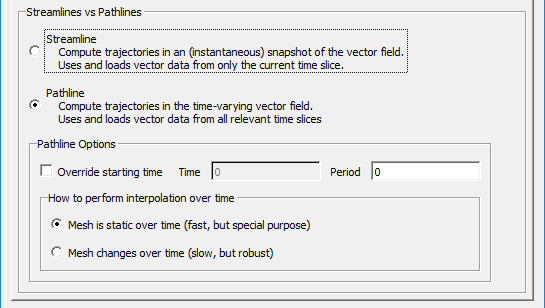 Streamlines vs Pathlines
Streamline
Compute trajectories in an (instantaneous) snapshot of the vector field.
Uses and loads vector data from only the current time slice.
Pathline
Compute trajectories in the time-varying vector field.
Uses and loads vector data from all relevant time slices
Pathline Options
Override starting time Time 0 Period 0
How to perform interpolation over time
Mesh is static over time (fast, but special purpose)
Mesh changes over time (slow, but robust)